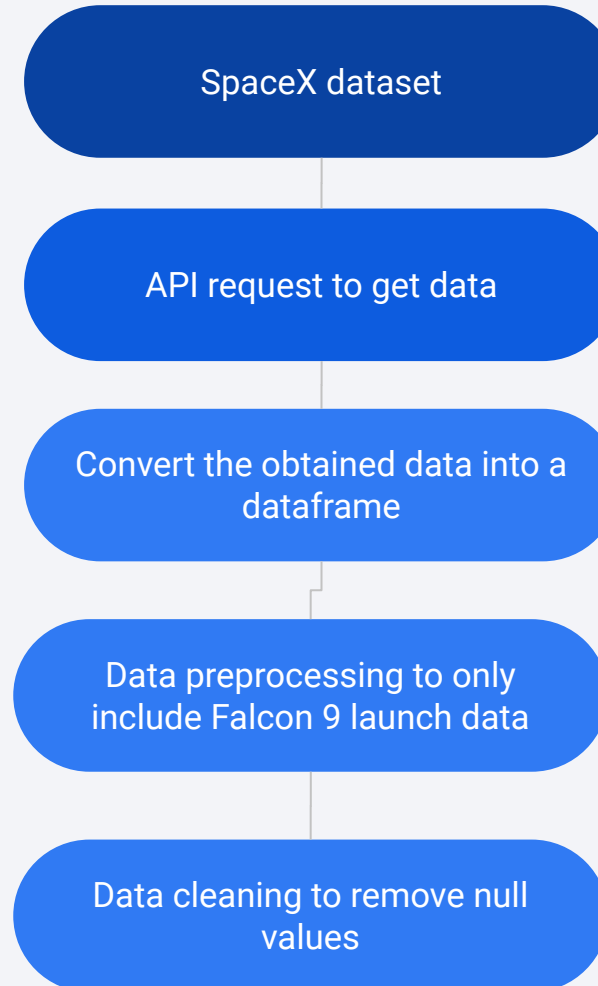 SpaceX dataset
API request to get data
Convert the obtained data into a
dataframe
Data preprocessing to only
include Falcon 9 launch data
Data cleaning to remove null
values